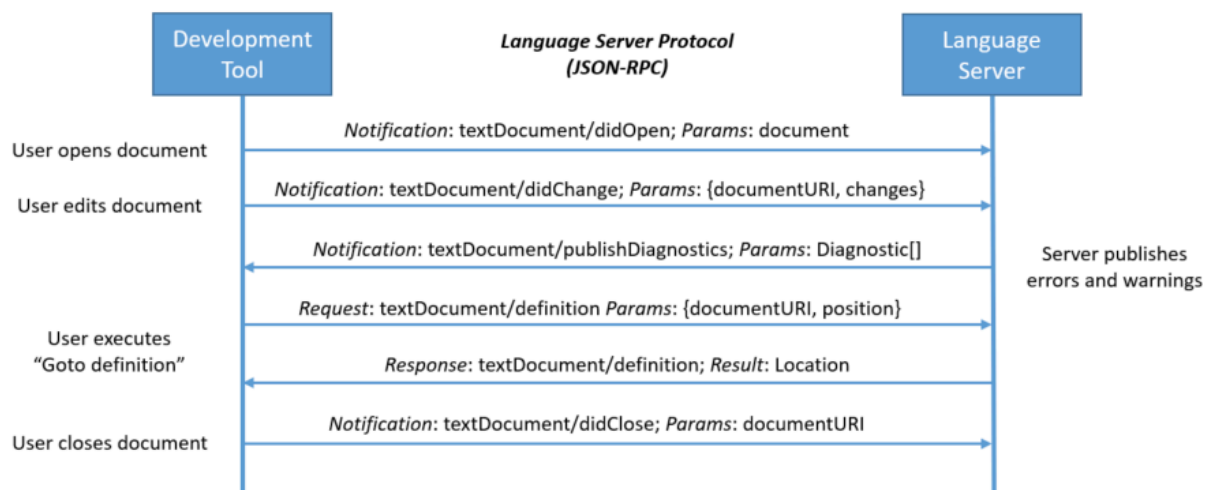 Development
Tool
Language Server Protocol
(JSON-RPC)
Language
Server
Notification: textDocument/didOpen; Params: document
User opens document
Notification: textDocument/didChange; Params: {documentURI, changes}
User edits document
Notification: textDocument/publishDiagnostics; Params: Diagnostic[]
Server publishes
errors and warnings
Request: textDocument/definition Params: {documentURI, position}
User executes
“Goto definition”
Response: textDocument/definition; Result: Location
Notification: textDocument/didClose; Params: documentURI
User closes document